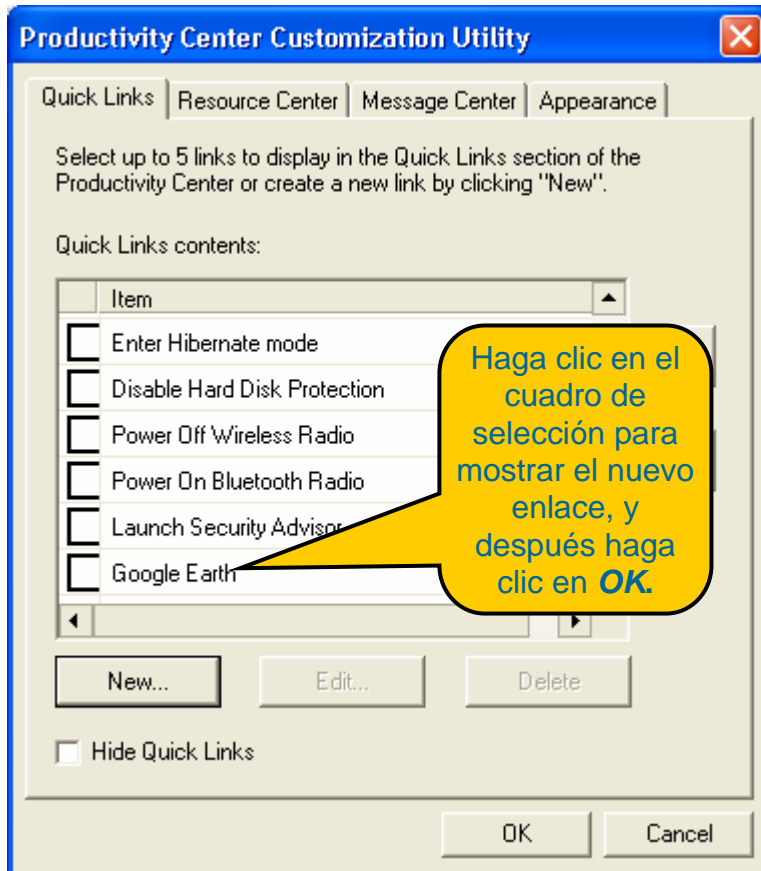 Productivity Center Customization Utility
Quick Links Resource Center Message Center Appearance
Select up to 5 links to display in the Quick Links section of the
Productivity Center or create a new link by clicking "New".
Quick Links contents:
Item
Enter Hibernate mode
Disable Hard Disk Protection
Power Off Wireless Radio
Power On Bluetooth Radio
Launch Security Advisor
Google Earth
Haga clic en el
cuadro de
selección para
mostrar el nuevo
enlace, y
después haga
clic en OK.
New... Edit... Delete
Hide Quick Links
OK Cancel